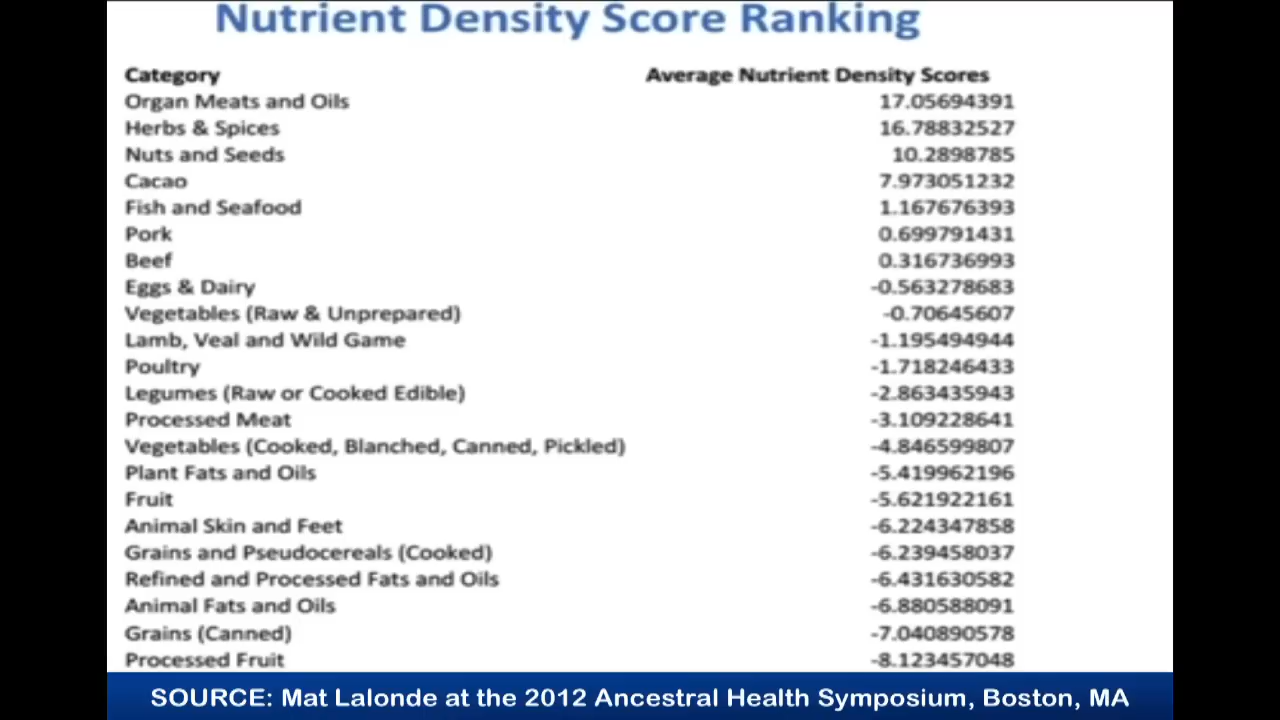 Nutrient Density Score Ranking
Category Average Nutrient Density Scores
Organ Meats and Oils 17.05694391
Herbs & Spices 16.78832527
Nuts and Seeds 10.2898785
Cacao 7.973051232
Fish and Seafood 1.167676393
Pork 0.699791431
Beef 0.316736993
Eggs & Dairy -0.563278683
Vegetables (Raw & Unprepared) -0.70645607
Lamb, Veal and Wild Game -1.195494944
Poultry -1.718246433
Legumes (Raw or Cooked Edible) -2.863435943
Processed Meat -3.109228641
Vegetables (Cooked, Blanched, Canned, Pickled) -4.846599807
Plant Fats and Oils -5.419962196
Fruit -5.621922161
Animal Skin and Feet -6.224347858
Grains and Pseudocereals (Cooked) -6.239458037
Refined and Processed Fats and Oils -6.431630582
Animal Fats and Oils -6.880588091
Grains (Canned) -7.040890578
Processed Fruit -8.123457048
SOURCE: Mat Lalonde at the 2012 Ancestral Health Symposium, Boston, MA